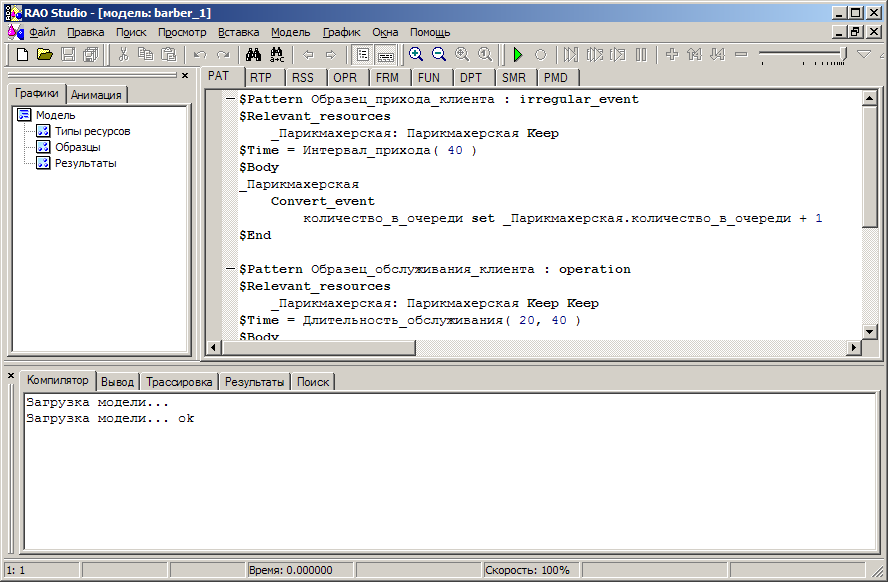 RAO Studio - [модель: barber_1]
Файл Правка Поиск Просмотр Вставка Модель График Окна Помощь
PAT RTP RSS OPR FRM FUN DPT SMR PMD
Графики Анимация
Модель
Типы ресурсов
Образцы
Результаты
$Pattern Образец_прихода_клиента : irregular_event
$Relevant_resources
_Парикмахерская: Парикмахерская Keep
$Time = Интервал_прихода( 40 )
$Body
_Парикмахерская
Convert_event
количество_в_очереди set _Парикмахерская.количество_в_очереди + 1
$End
$Pattern Образец_обслуживания_клиента : operation
$Relevant_resources
_Парикмахерская: Парикмахерская Keep Keep
$Time = Длительность_обслуживания( 20, 40 )
$Body
Компилятор Вывод Трассировка Результаты Поиск
Загрузка модели...
Загрузка модели... ok
1: 1 Время: 0.000000 Скорость: 100%